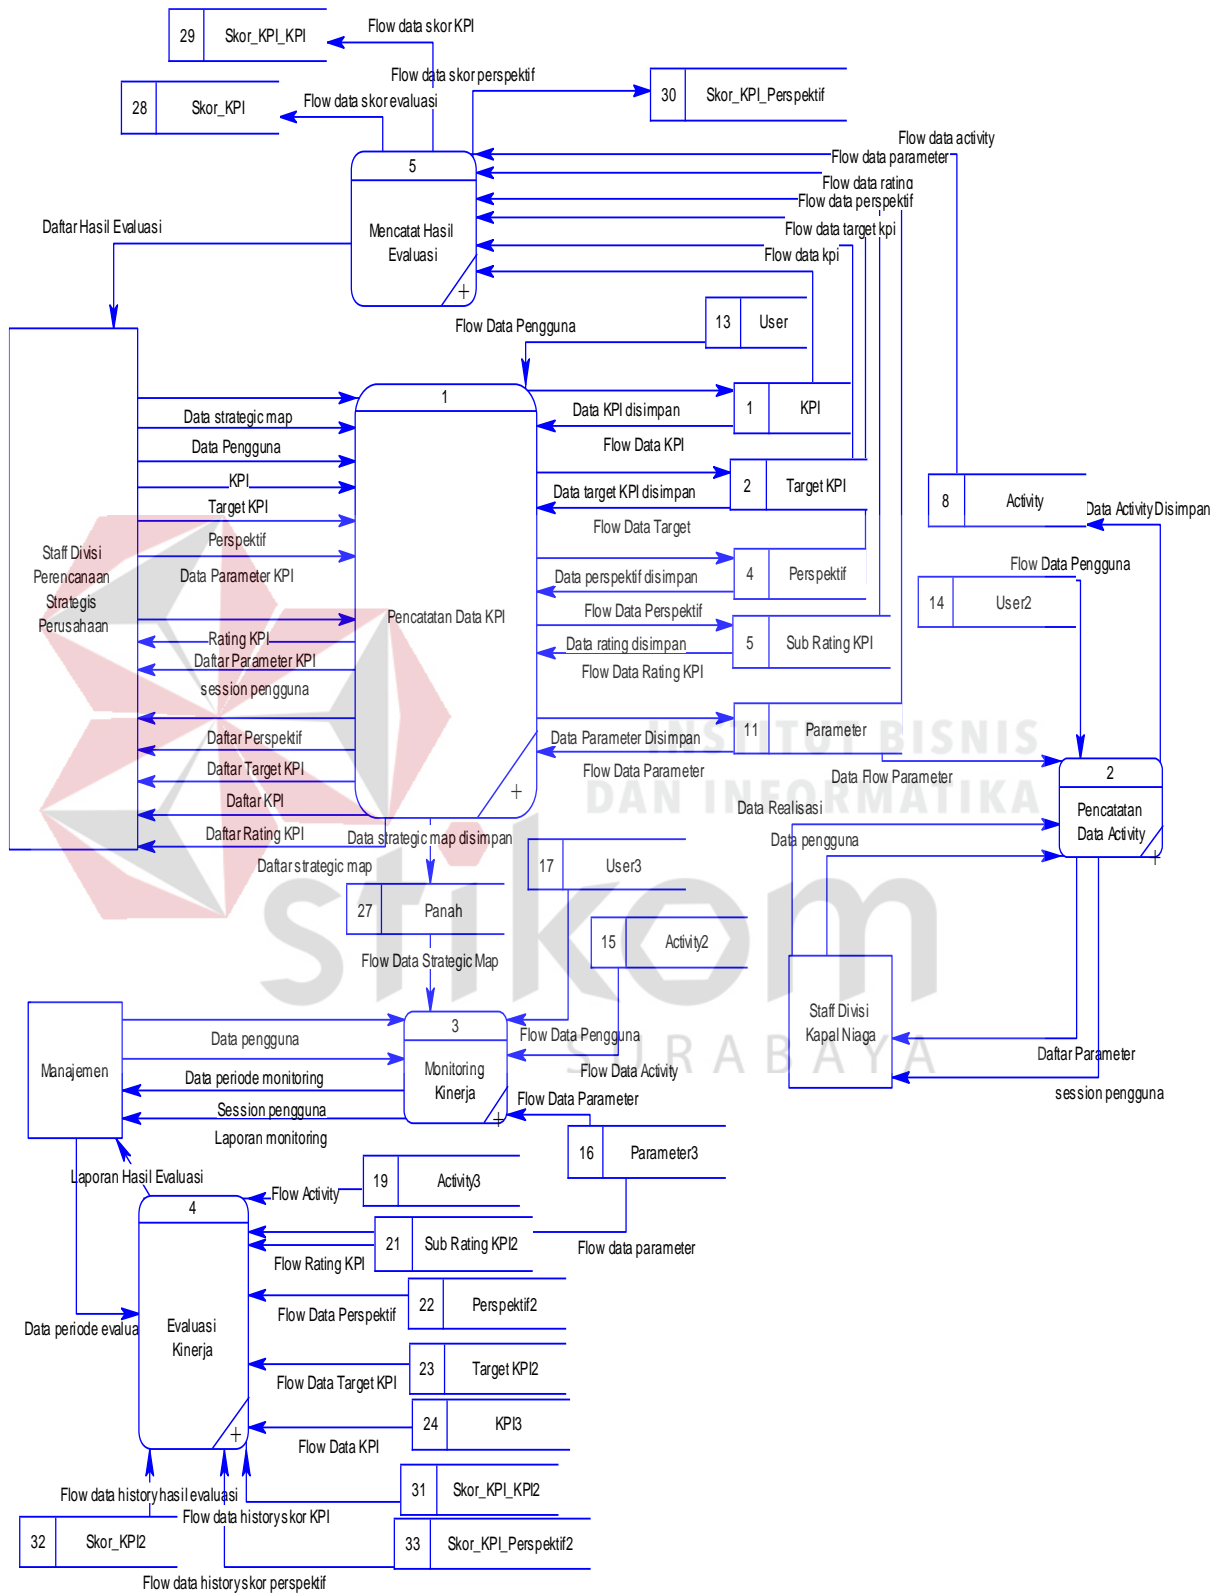 Flow data skor KPI
29 Skor_KPI_KPI
Flow data skor perspektif
28 Skor_KPI
Flow data skor evaluasi
30 Skor_KPI_Perspektif
Flow data activity
Flow data parameter
5
Flow data rating
Flow data perspektif
Daftar Hasil Evaluasi
Mencatat Hasil
Evaluasi
Flow data target kpi
Flow data kpi
+
13 User
Flow Data Pengguna
1
Data strategic map
Data KPI disimpan
1 KPI
Data Pengguna
Flow Data KPI
KPI
Data target KPI disimpan
2 Target KPI
Target KPI
Flow Data Target
8 Activity
Data Activity Disimpan
Perspektif
Staff Divisi
Perencanaan
Strategis
Perusahaan
Data Parameter KPI
Data perspektif disimpan
4 Perspektif
Flow Data Pengguna
Pencatatan Data KPI
Flow Data Perspektif
14 User2
Rating KPI
Data rating disimpan
5 Sub Rating KPI
Daftar Parameter KPI
Flow Data Rating KPI
session pengguna
Daftar Perspektif
Data Parameter Disimpan
11 Parameter
INSTITUT BISNIS
DAN INFORMATIKA
Daftar Target KPI
Flow Data Parameter
Data Flow Parameter
2
Pencatatan
Data Activity
+
Daftar KPI
+
Data Realisasi
Daftar Rating KPI
Data strategic map disimpan
Data pengguna
Daftar strategic map
17 User3
27 Panah
15 Activity2
stikom
SURABAYA
Flow Data Strategic Map
Staff Divisi
Kapal Niaga
3
Monitoring
Kinerja
+
Data pengguna
Flow Data Pengguna
Daftar Parameter
Manajemen
Data periode monitoring
Flow Data Activity
session pengguna
Session pengguna
Flow Data Parameter
Laporan monitoring
16 Parameter3
Laporan Hasil Evaluasi
Flow Activity
19 Activity3
4
21 Sub Rating KPI2
Flow data parameter
Flow Rating KPI
Flow Data Perspektif
22 Perspektif2
Data periode evalua
Evaluasi
Kinerja
+
23 Target KPI2
Flow Data Target KPI
24 KPI3
Flow Data KPI
31 Skor_KPI_KPI2
Flow data history hasil evaluasi
Flow data history skor KPI
32 Skor_KPI2
33 Skor_KPI_Perspektif2
Flow data history skor perspektif